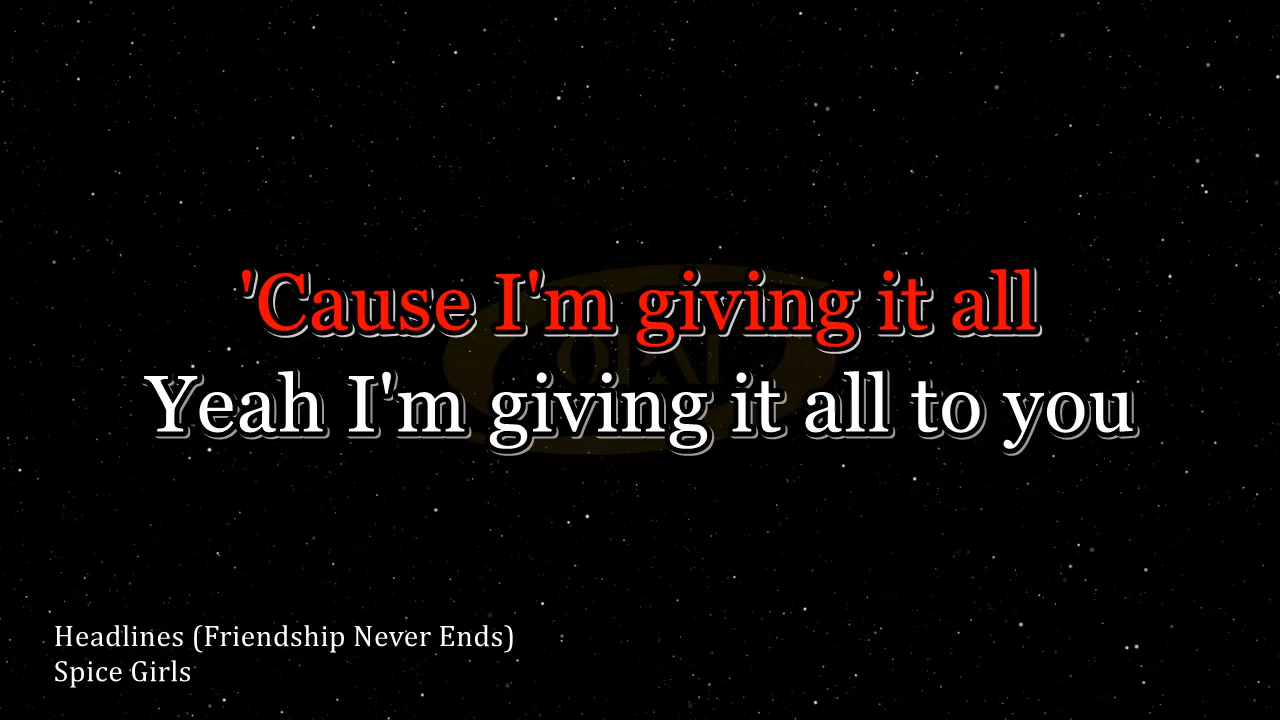 'Cause I'm giving it all
Yeah I'm giving it all to you
Headlines (Friendship Never Ends)
Spice Girls